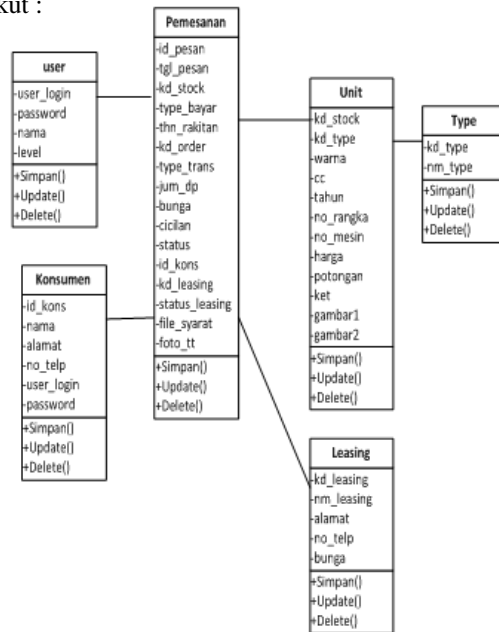 kut :
user
-user_login
-password
-nama
-level
+Simpan()
+Update()
+Delete()
Pemesanan
-id_pesan
-tgl_pesan
-kd_stock
-type_bayar
-thn_rakitan
-kd_order
-type_trans
-jum_dp
-bunga
-cicilan
-status
-id_kons
-kd_leasing
-status_leasing
-file_syarat
-foto_tt
+Simpan()
+Update()
+Delete()
Unit
-kd_stock
-kd_type
-warna
-cc
-tahun
-no_rangka
-no_mesin
-harga
-potongan
-ket
-gambar1
-gambar2
+Simpan()
+Update()
+Delete()
Type
-kd_type
-nm_type
+Simpan()
+Update()
+Delete()
Konsumen
-id_kons
-nama
-alamat
-no_telp
-user_login
-password
+Simpan()
+Update()
+Delete()
Leasing
-kd_leasing
-nm_leasing
-alamat
-no_telp
-bunga
+Simpan()
+Update()
+Delete()